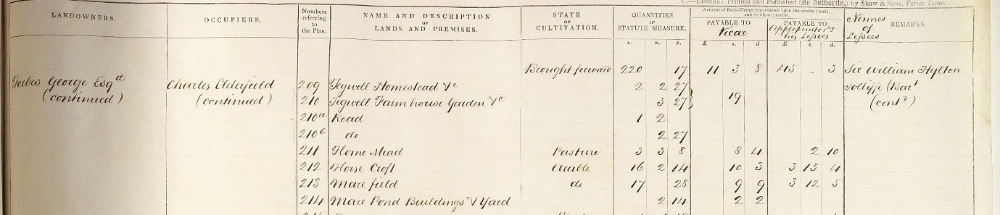 C.—London: Printed and Published (By Authority,) by Shaw & Sons, Fetter Lane.
LANDOWNERS. OCCUPIERS. Numbers referring to the Plan. NAME AND DESCRIPTION OF LANDS AND PREMISES. STATE OF CULTIVATION. QUANTITIES IN STATUTE MEASURE. Amount of Rent-Charge apportioned upon the several Lands, and to whom payable. PAYABLE TO Vicar PAYABLE TO Appropriator & his Lessees Names of Lessees REMARKS.
A. R. P. £ s. d £ s. d.
Brought forward 220 17 11 3 8 45 . 3 Sir William Hylton
Forbes George Esqre Charles Elderfield 209 Tegwell Homestead &c 2 2 27 Jolliffe (Bart
(continued) (continued) 210 Tegwell Farm house Garden &c 3 27 19 (contd)
210a Road 1 2
210b do 2 27
211 Home Mead Pasture 3 3 8 8 4 2 10
212 Horse Croft Arable 16 2 14 10 3 3 15 4
213 Mare field do 17 28 9 9 3 12 5
214 Mare Pond Buildings & Yard 2 14 2 2